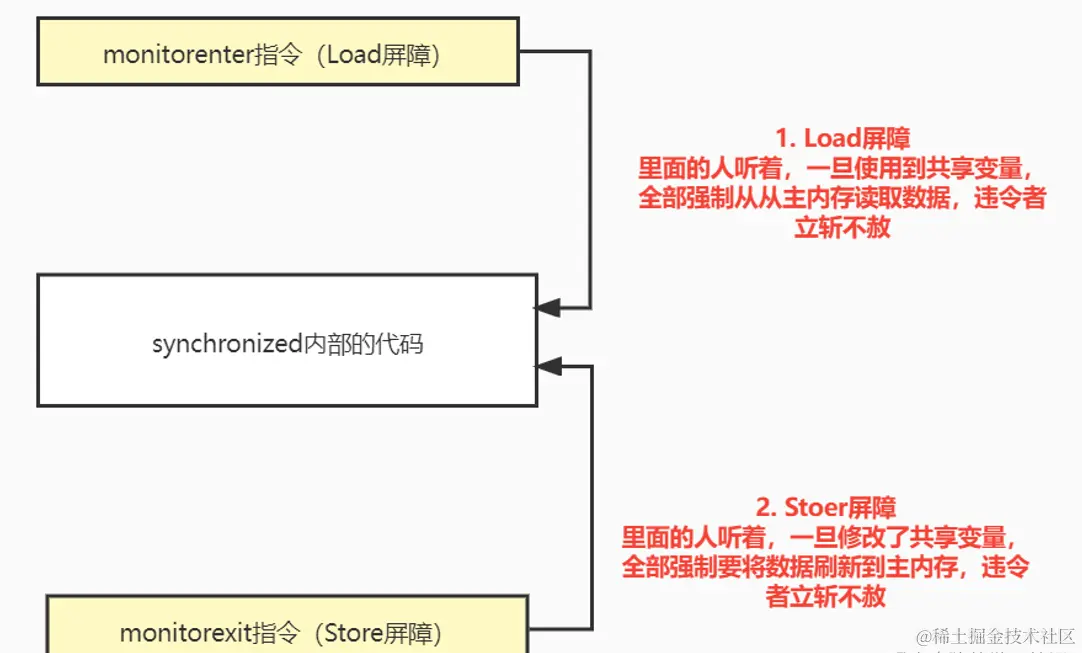 monitorenter指令（Load屏障）
1. Load屏障
里面的人听着，一旦使用到共享变量，
全部强制从从主内存读取数据，违令者
立斩不赦
synchronized内部的代码
2. Stoer屏障
里面的人听着，一旦修改了共享变量，
全部强制要将数据刷新到主内存，违令
者立斩不赦
monitorexit指令（Store屏障）
@稀土掘金技术社区